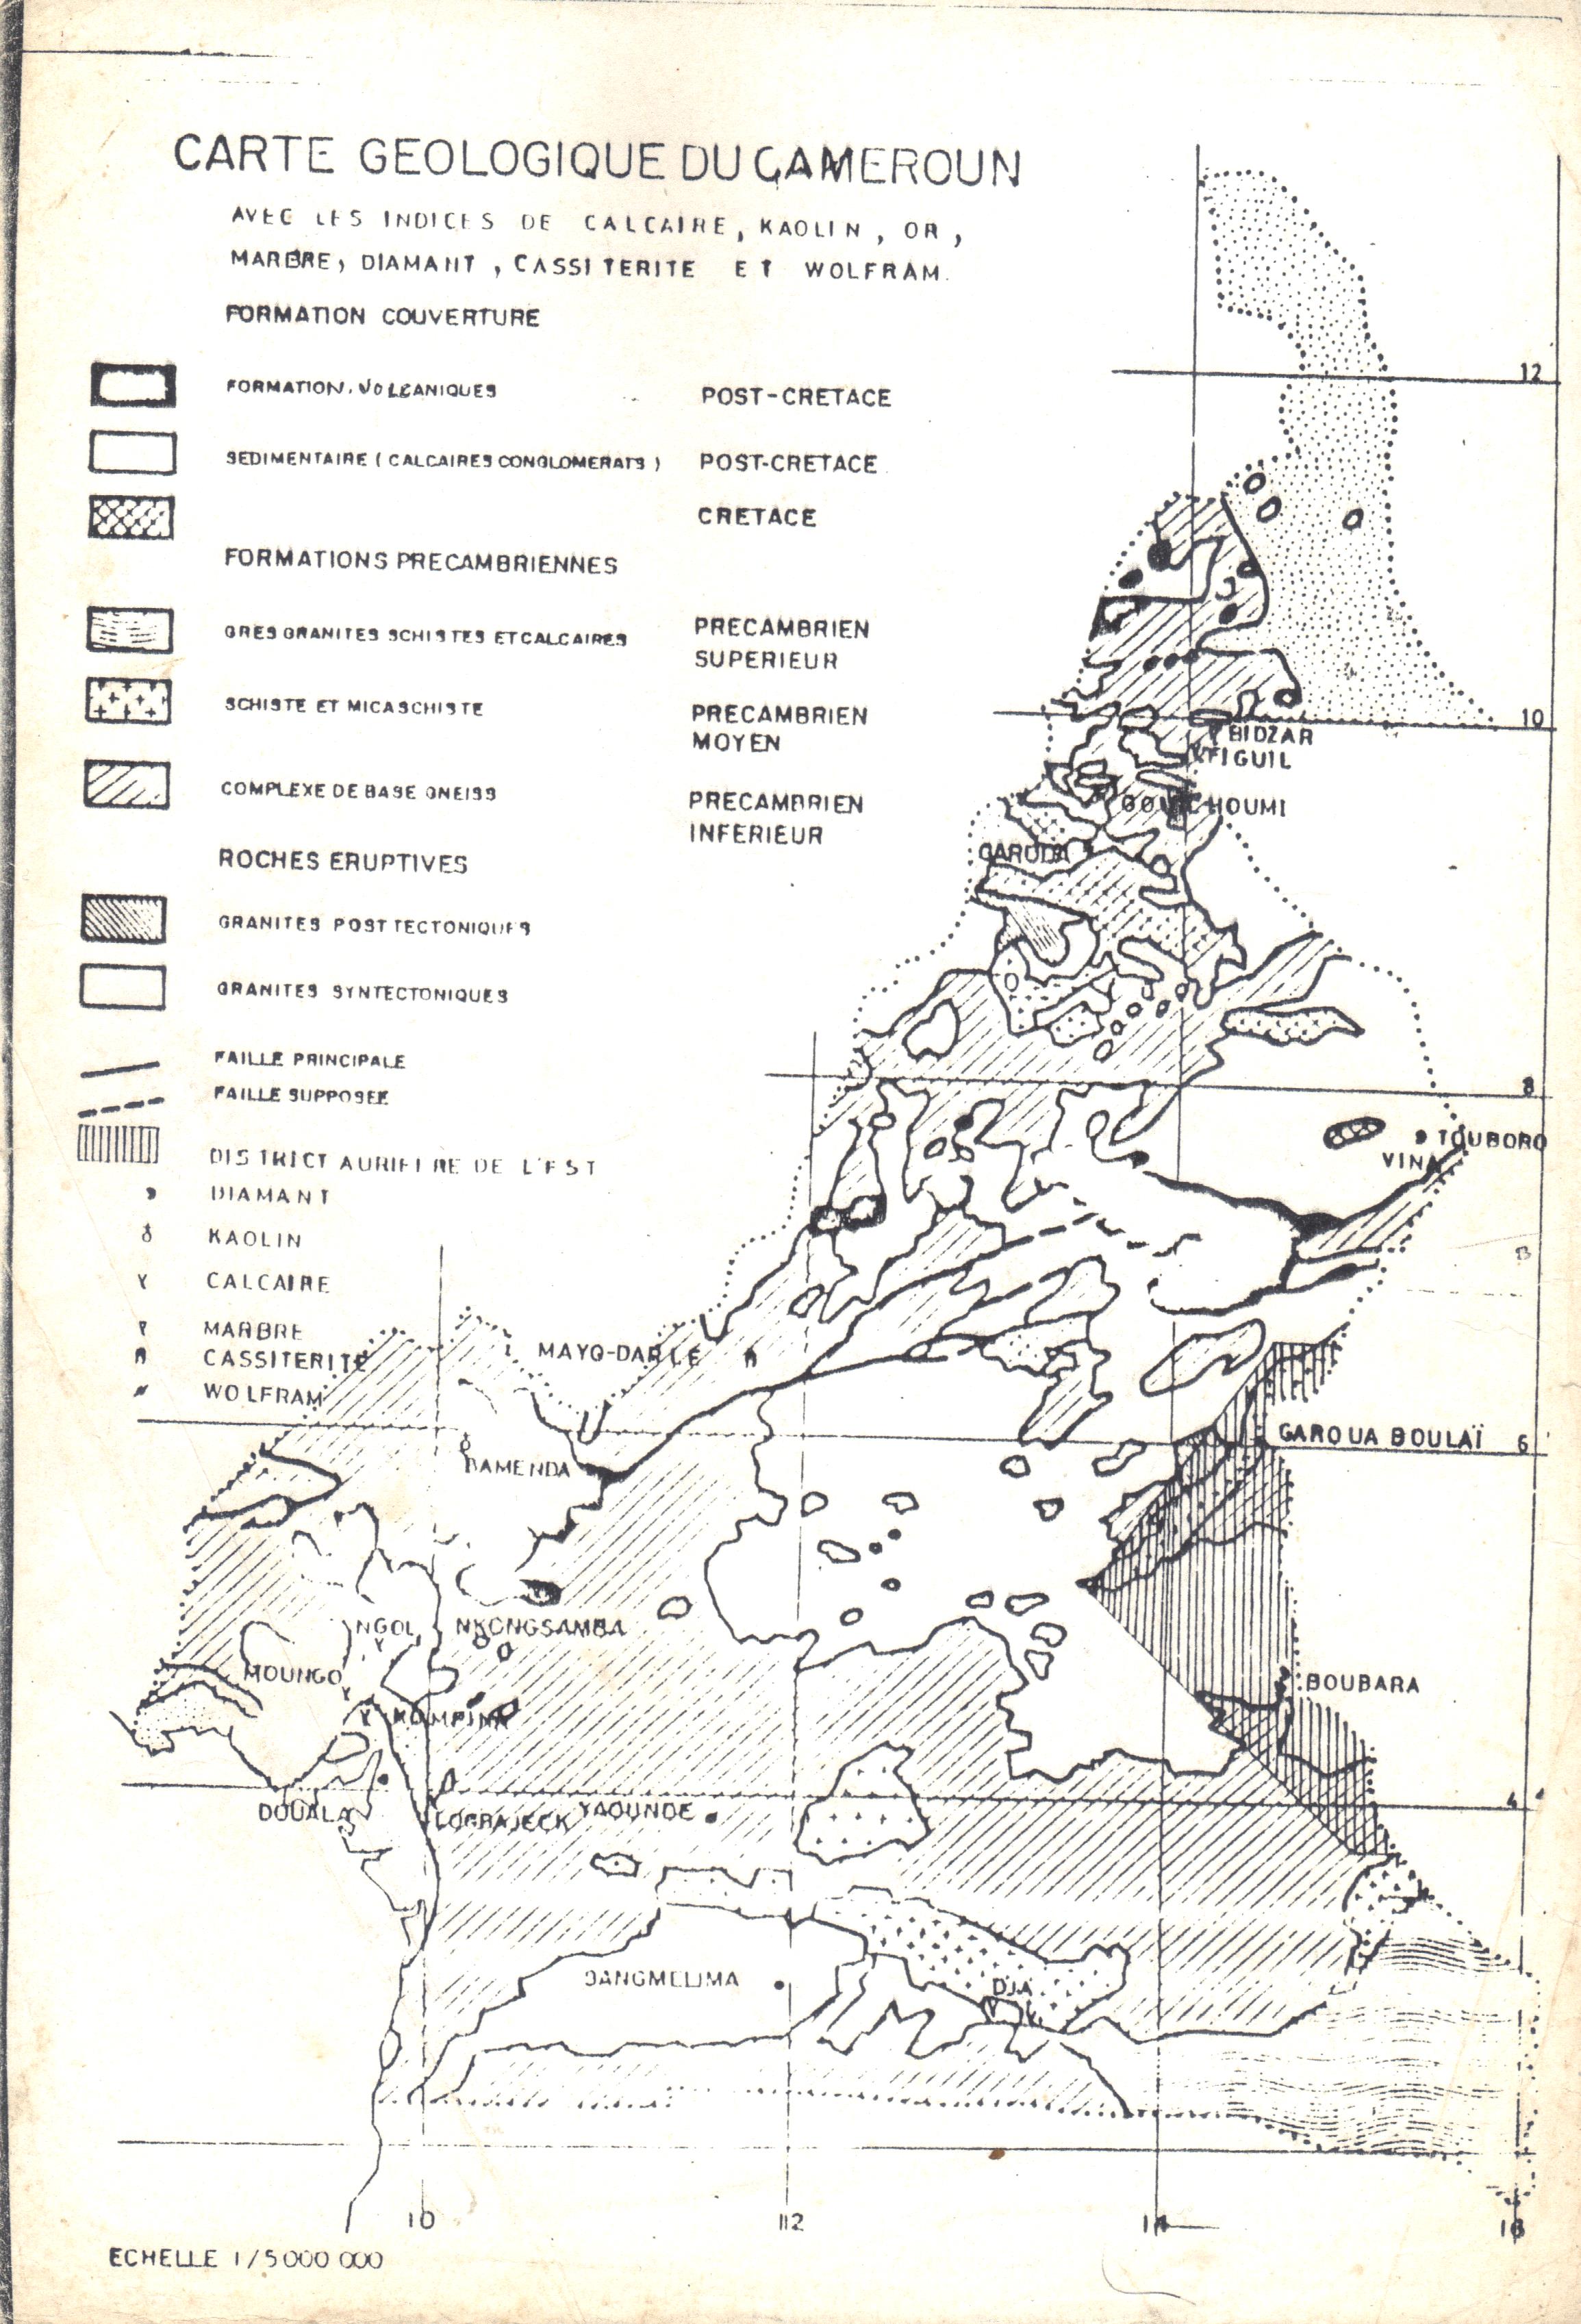 CARTE GEOLOGIQUE DU CAMEROUN
AVEC LES INDICES DE CALCAIRE, KAOLIN, OR,
MARBRE, DIAMANT, CASSITERITE ET WOLFRAM.
FORMATION COUVERTURE
FORMATION. VOLCANIQUES POST-CRETACE
SEDIMENTAIRE (CALCAIRES CONGLOMERATS) POST-CRETACE
CRETACE
FORMATIONS PRECAMBRIENNES
GRES GRANITES SCHISTES ET CALCAIRES PRECAMBRIEN
SUPERIEUR
SCHISTE ET MICASCHISTE PRECAMBRIEN
MOYEN
COMPLEXE DE BASE GNEISS PRECAMBRIEN
INFERIEUR
ROCHES ERUPTIVES
GRANITES POST TECTONIQUES
GRANITES SYNTECTONIQUES
FAILLE PRINCIPALE
FAILLE SUPPOSEE
DISTRICT AURIFERE DE L'EST
DIAMANT
KAOLIN
CALCAIRE
MARBRE
CASSITERITE
WOLFRAM
12
10
BIDZAR
FIGUIL
GOUTCHOUMI
GAROUA
8
TOUBORO
VINA
MAYO-DARLE
GAROUA BOULAÏ 6
BAMENDA
NGOL NKONGSAMBA
MOUNGO
BOUBARA
KOMPINA
4
DOUALA
LOGBAJECK YAOUNDE
SANGMELIMA
DJA
10 12 14 16
ECHELLE 1/5000 000